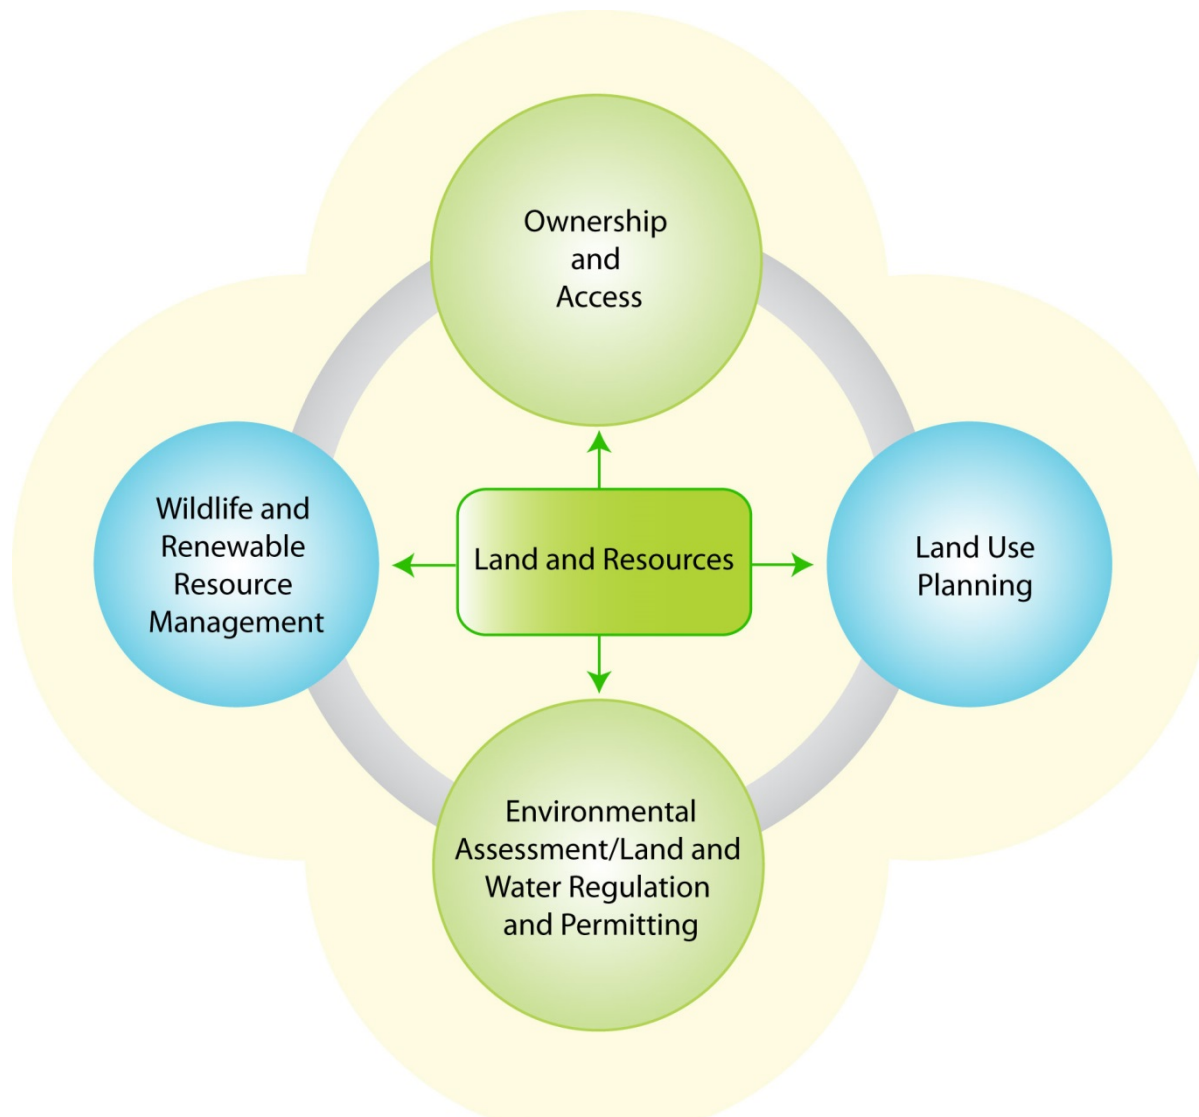 Ownership
and
Access
Wildlife and
Renewable
Resource
Management
Land and Resources
Land Use
Planning
Environmental
Assessment/Land and
Water Regulation
and Permitting